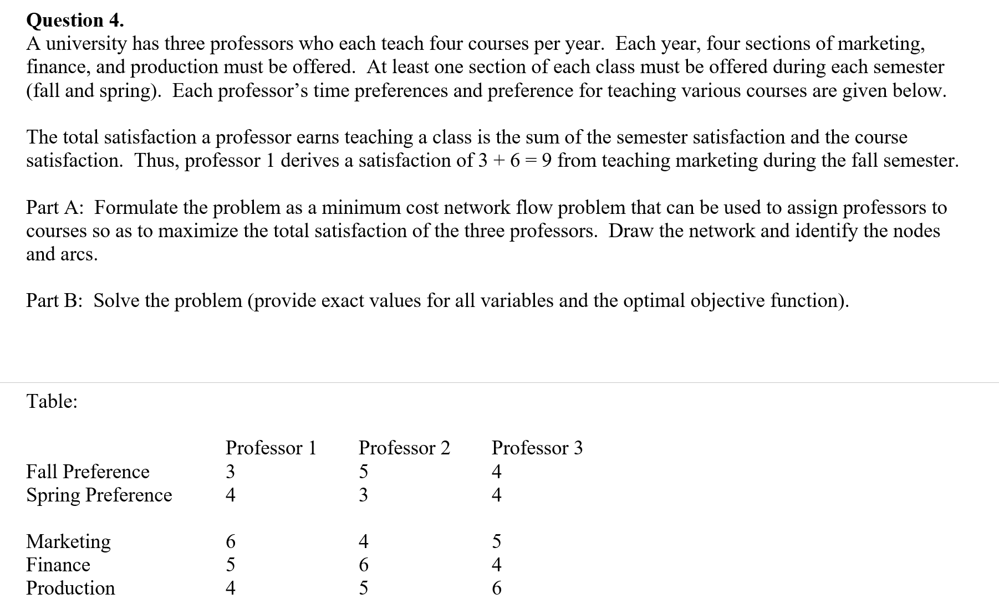 Question 4.
A university has three professors who each teach four courses per year.  Each year, four sections of marketing,
finance, and production must be offered.  At least one section of each class must be offered during each semester
(fall and spring).  Each professor’s time preferences and preference for teaching various courses are given below.
The total satisfaction a professor earns teaching a class is the sum of the semester satisfaction and the course
satisfaction.  Thus, professor 1 derives a satisfaction of 3 + 6 = 9 from teaching marketing during the fall semester.
Part A:  Formulate the problem as a minimum cost network flow problem that can be used to assign professors to
courses so as to maximize the total satisfaction of the three professors.  Draw the network and identify the nodes
and arcs.
Part B:  Solve the problem (provide exact values for all variables and the optimal objective function).
Table:
Professor 1 Professor 2 Professor 3
Fall Preference 3 5 4
Spring Preference 4 3 4
Marketing 6 4 5
Finance 5 6 4
Production 4 5 6